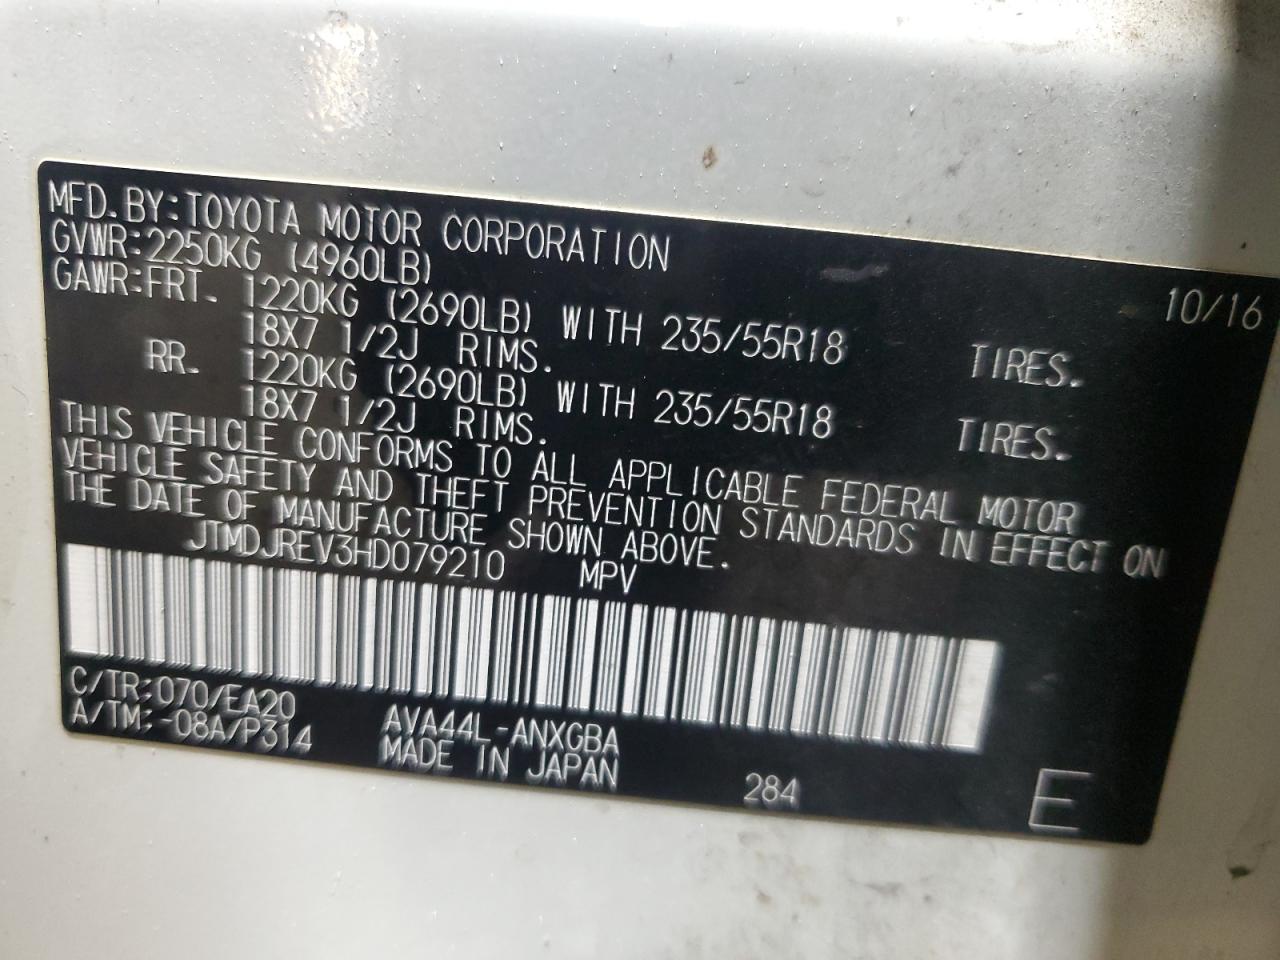 MFD. BY: TOYOTA MOTOR CORPORATION 10/16
GVWR: 2250KG (4960LB)
GAWR: FRT. 1220KG (2690LB) WITH 235/55R18 TIRES.
18X7 1/2J RIMS.
RR. 1220KG (2690LB) WITH 235/55R18 TIRES.
18X7 1/2J RIMS.
THIS VEHICLE CONFORMS TO ALL APPLICABLE FEDERAL MOTOR
VEHICLE SAFETY AND THEFT PREVENTION STANDARDS IN EFFECT ON
THE DATE OF MANUFACTURE SHOWN ABOVE.
JTMDJREV3HD079210 MPV
C/TR: 070/EA20 AVA44L-ANXGBA
A/TM: -08A/P314 MADE IN JAPAN 284 E